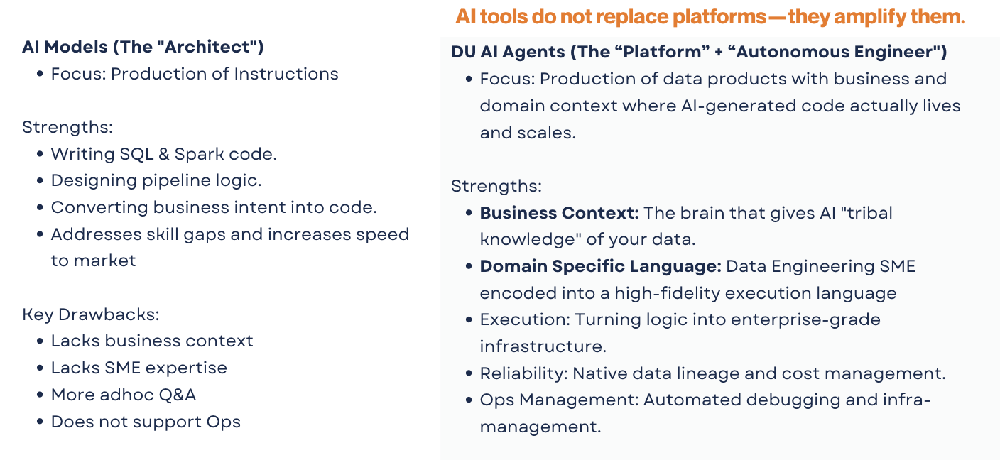 AI tools do not replace platforms—they amplify them.
AI Models (The "Architect")
• Focus: Production of Instructions
Strengths:
• Writing SQL & Spark code.
• Designing pipeline logic.
• Converting business intent into code.
• Addresses skill gaps and increases speed
to market
Key Drawbacks:
• Lacks business context
• Lacks SME expertise
• More adhoc Q&A
• Does not support Ops
DU AI Agents (The “Platform” + “Autonomous Engineer")
• Focus: Production of data products with business and
domain context where AI-generated code actually lives
and scales.
Strengths:
• Business Context: The brain that gives AI "tribal
knowledge" of your data.
• Domain Specific Language: Data Engineering SME
encoded into a high-fidelity execution language
• Execution: Turning logic into enterprise-grade
infrastructure.
• Reliability: Native data lineage and cost management.
• Ops Management: Automated debugging and infra-
management.